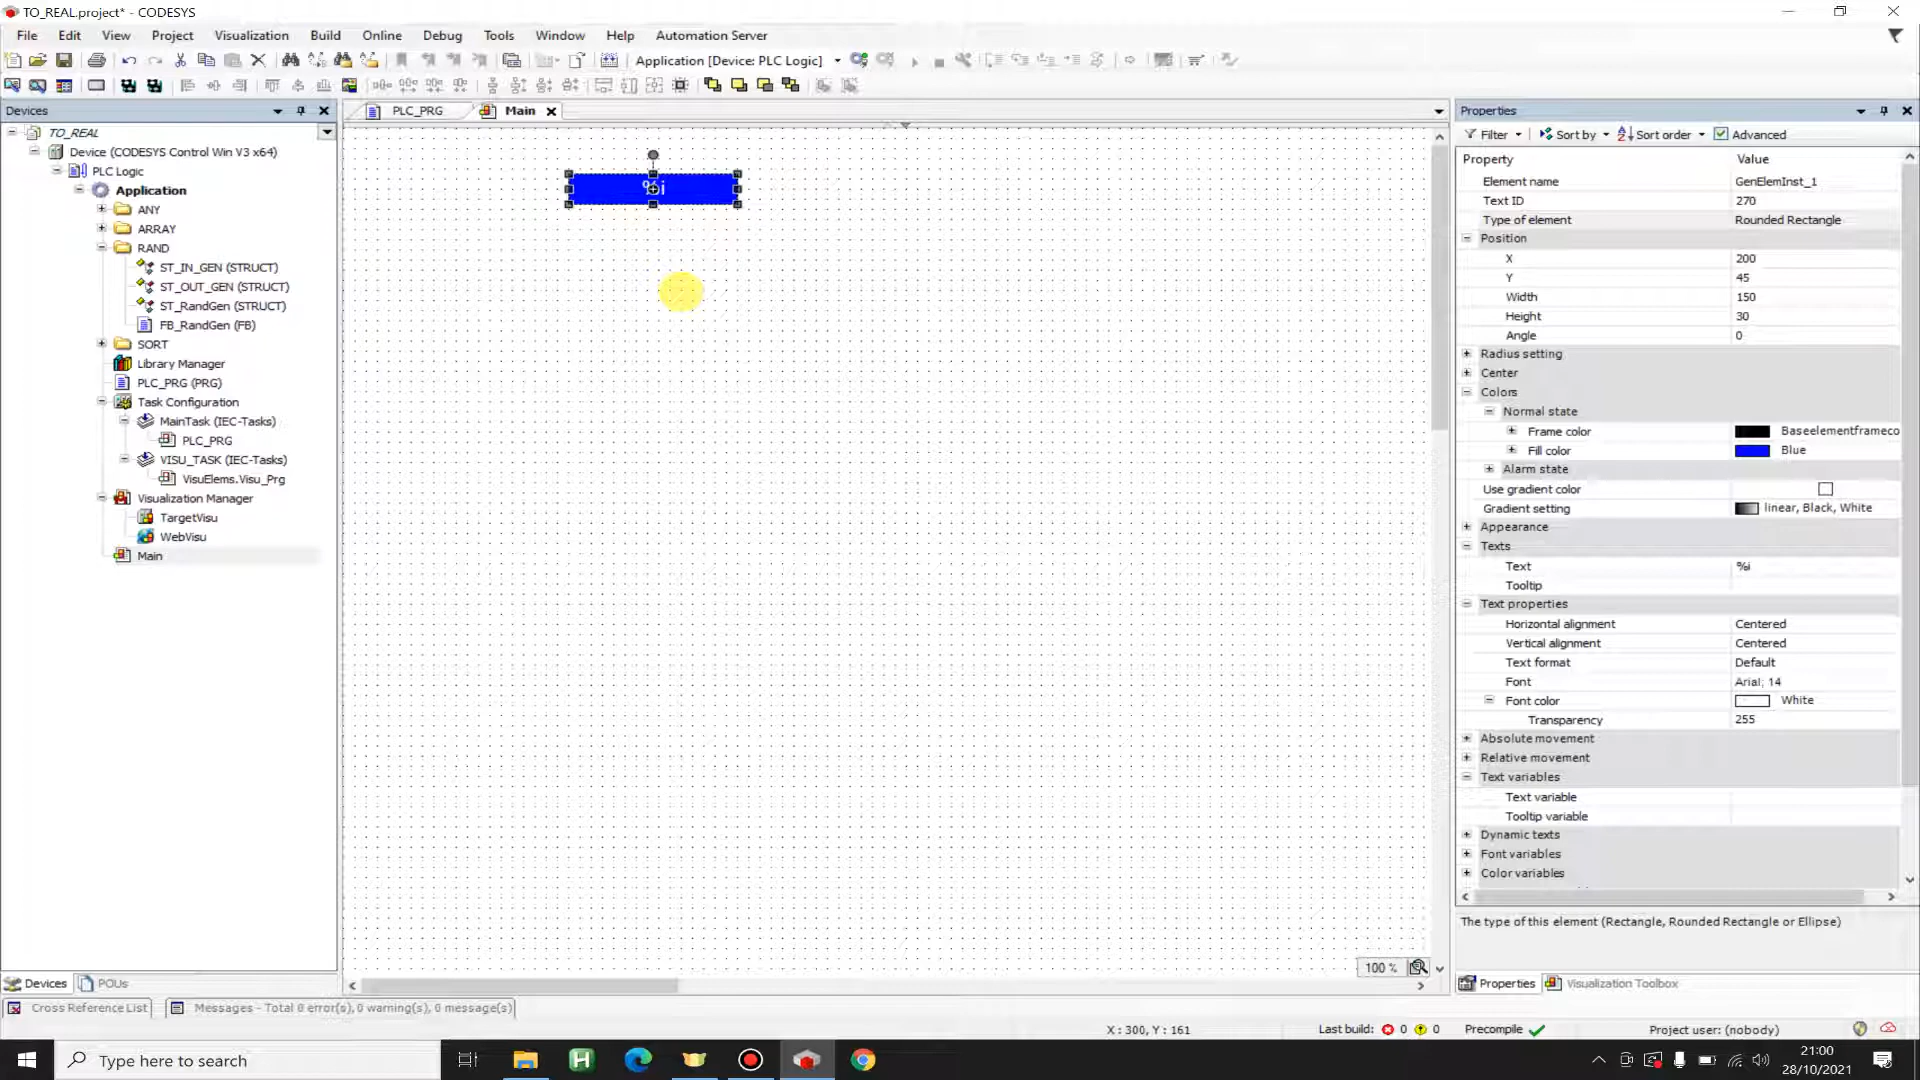 TO_REAL.project* - CODESYS
File Edit View Project Visualization Build Online Debug Tools Window Help Automation Server
Application [Device: PLC Logic]
Devices
TO_REAL
Device (CODESYS Control Win V3 x64)
PLC Logic
Application
ANY
ARRAY
RAND
ST_IN_GEN (STRUCT)
ST_OUT_GEN (STRUCT)
ST_RandGen (STRUCT)
FB_RandGen (FB)
SORT
Library Manager
PLC_PRG (PRG)
Task Configuration
MainTask (IEC-Tasks)
PLC_PRG
VISU_TASK (IEC-Tasks)
VisuElems.Visu_Prg
Visualization Manager
TargetVisu
WebVisu
Main
Devices POUs
PLC_PRG Main
%i
100 %
Properties
Filter Sort by Sort order Advanced
Property Value
Element name GenElemInst_1
Text ID 270
Type of element Rounded Rectangle
Position
X 200
Y 45
Width 150
Height 30
Angle 0
Radius setting
Center
Colors
Normal state
Frame color Baseelementframeco
Fill color Blue
Alarm state
Use gradient color
Gradient setting linear, Black, White
Appearance
Texts
Text %i
Tooltip
Text properties
Horizontal alignment Centered
Vertical alignment Centered
Text format Default
Font Arial; 14
Font color White
Transparency 255
Absolute movement
Relative movement
Text variables
Text variable
Tooltip variable
Dynamic texts
Font variables
Color variables
The type of this element (Rectangle, Rounded Rectangle or Ellipse)
Properties Visualization Toolbox
Cross Reference List Messages - Total 0 error(s), 0 warning(s), 0 message(s)
X : 300, Y : 161 Last build: 0 0 Precompile Project user: (nobody)
Type here to search
21:00
28/10/2021